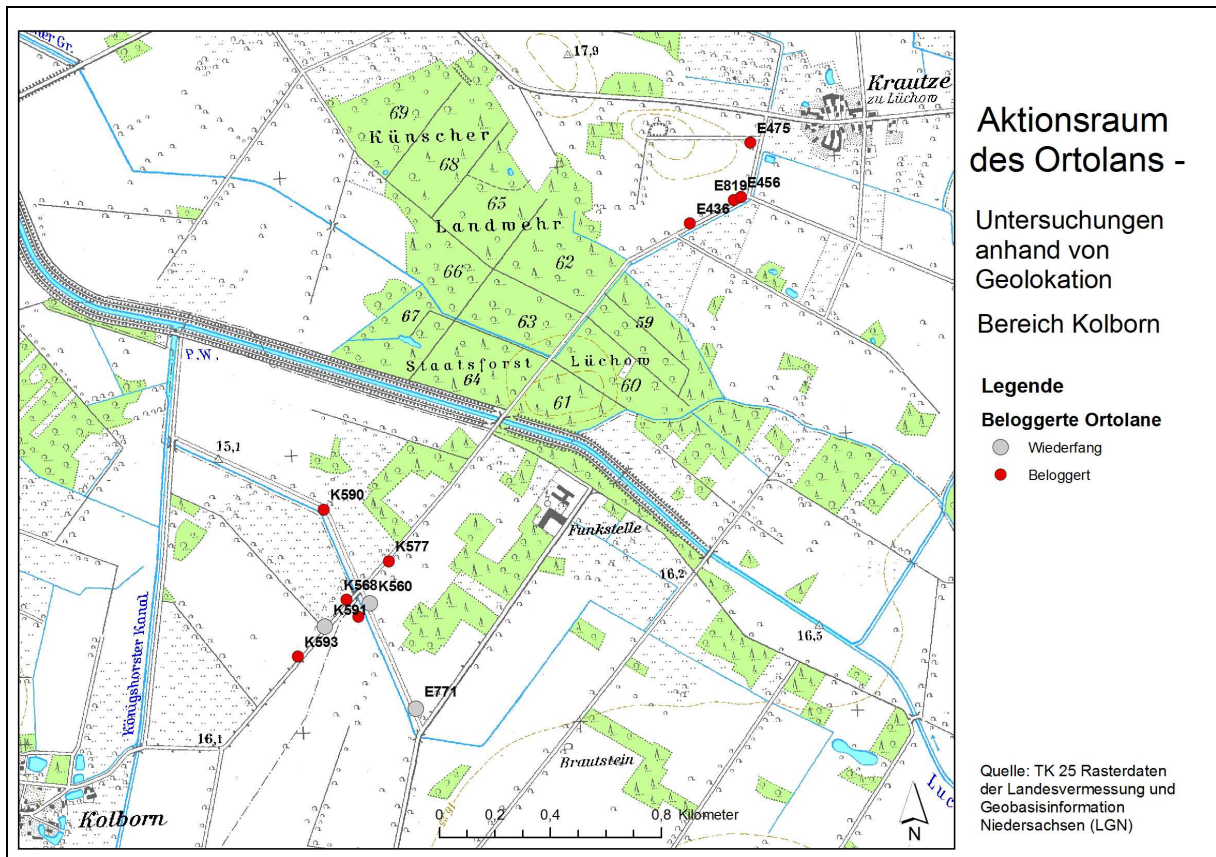 Aktionsraum
des Ortolans -
Untersuchungen
anhand von
Geolokation
Bereich Kolborn
Legende
Beloggerte Ortolane
Wiederfang
Beloggert
Quelle: TK 25 Rasterdaten
der Landesvermessung und
Geobasisinformation
Niedersachsen (LGN)
Gr.
17,9
Krautze
zu Lüchow
69
Künscher
68
E475
65
E819
E456
Landwehr
E436
62
66
67
63
59
P.W.
Staatsforst
Lüchow
64
60
61
15,1
K590
Funkstelle
K577
16,2
K568
K560
K591
16,5
K593
Königshorster Kanal
E771
16,1
Brautstein
Kolborn
0
0,2
0,4
0,8
Kilometer
N
Luc